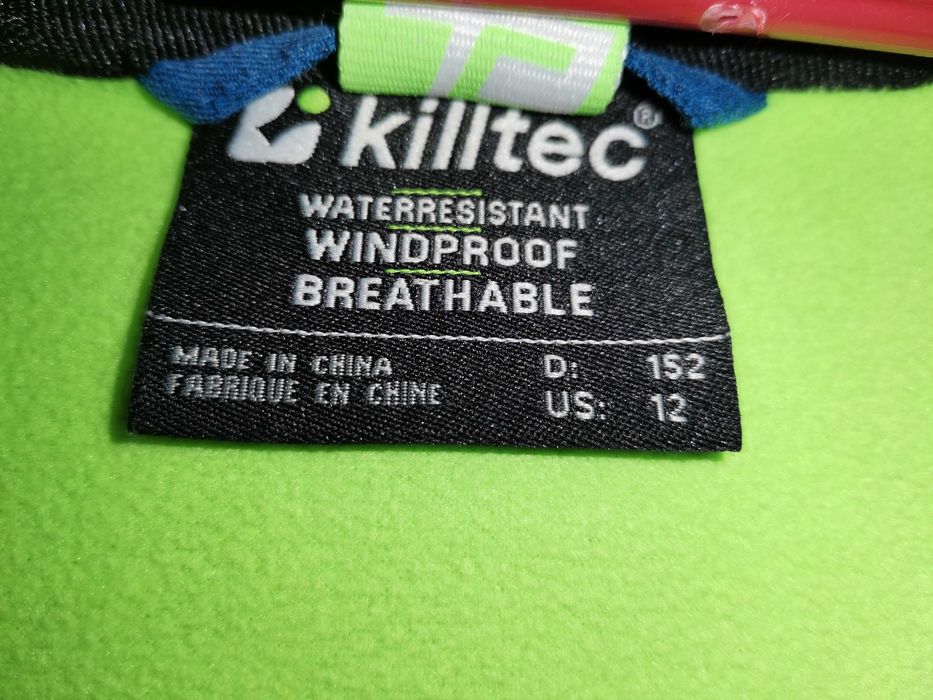 killtec®
WATERRESISTANT
WINDPROOF
BREATHABLE
MADE IN CHINA
FABRIQUE EN CHINE
D: 152
US: 12